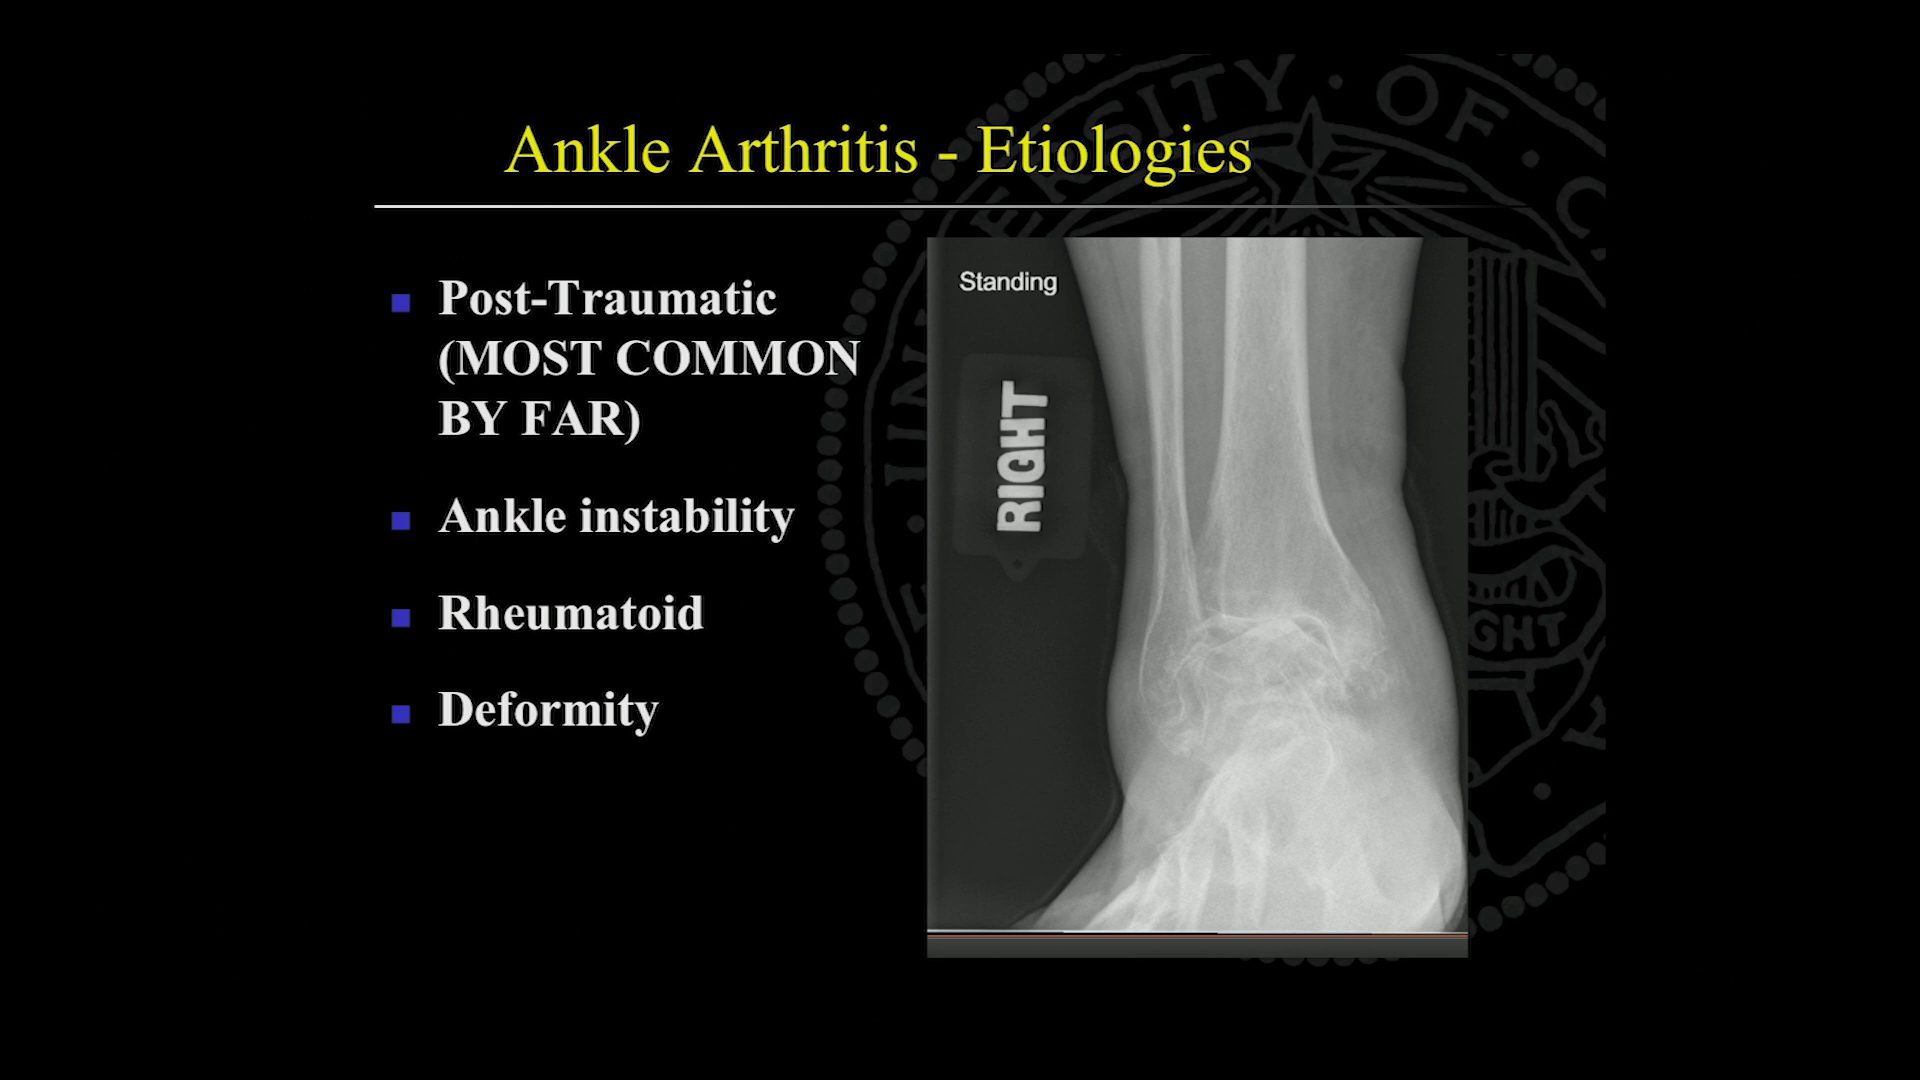 Ankle Arthritis - Etiologies
Post-Traumatic
(MOST COMMON
BY FAR)
Ankle instability
Rheumatoid
Deformity
Standing
RIGHT